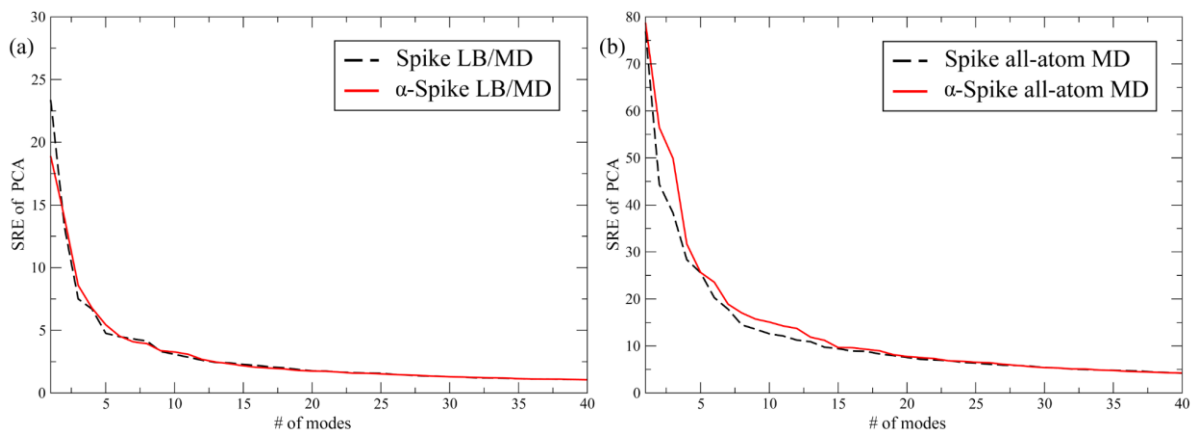 (a)
30
25
20
15
10
5
0
SRE of PCA
5 10 15 20 25 30 35 40
# of modes
Spike LB/MD
α-Spike LB/MD
(b)
80
70
60
50
40
30
20
10
0
SRE of PCA
5 10 15 20 25 30 35 40
# of modes
Spike all-atom MD
α-Spike all-atom MD